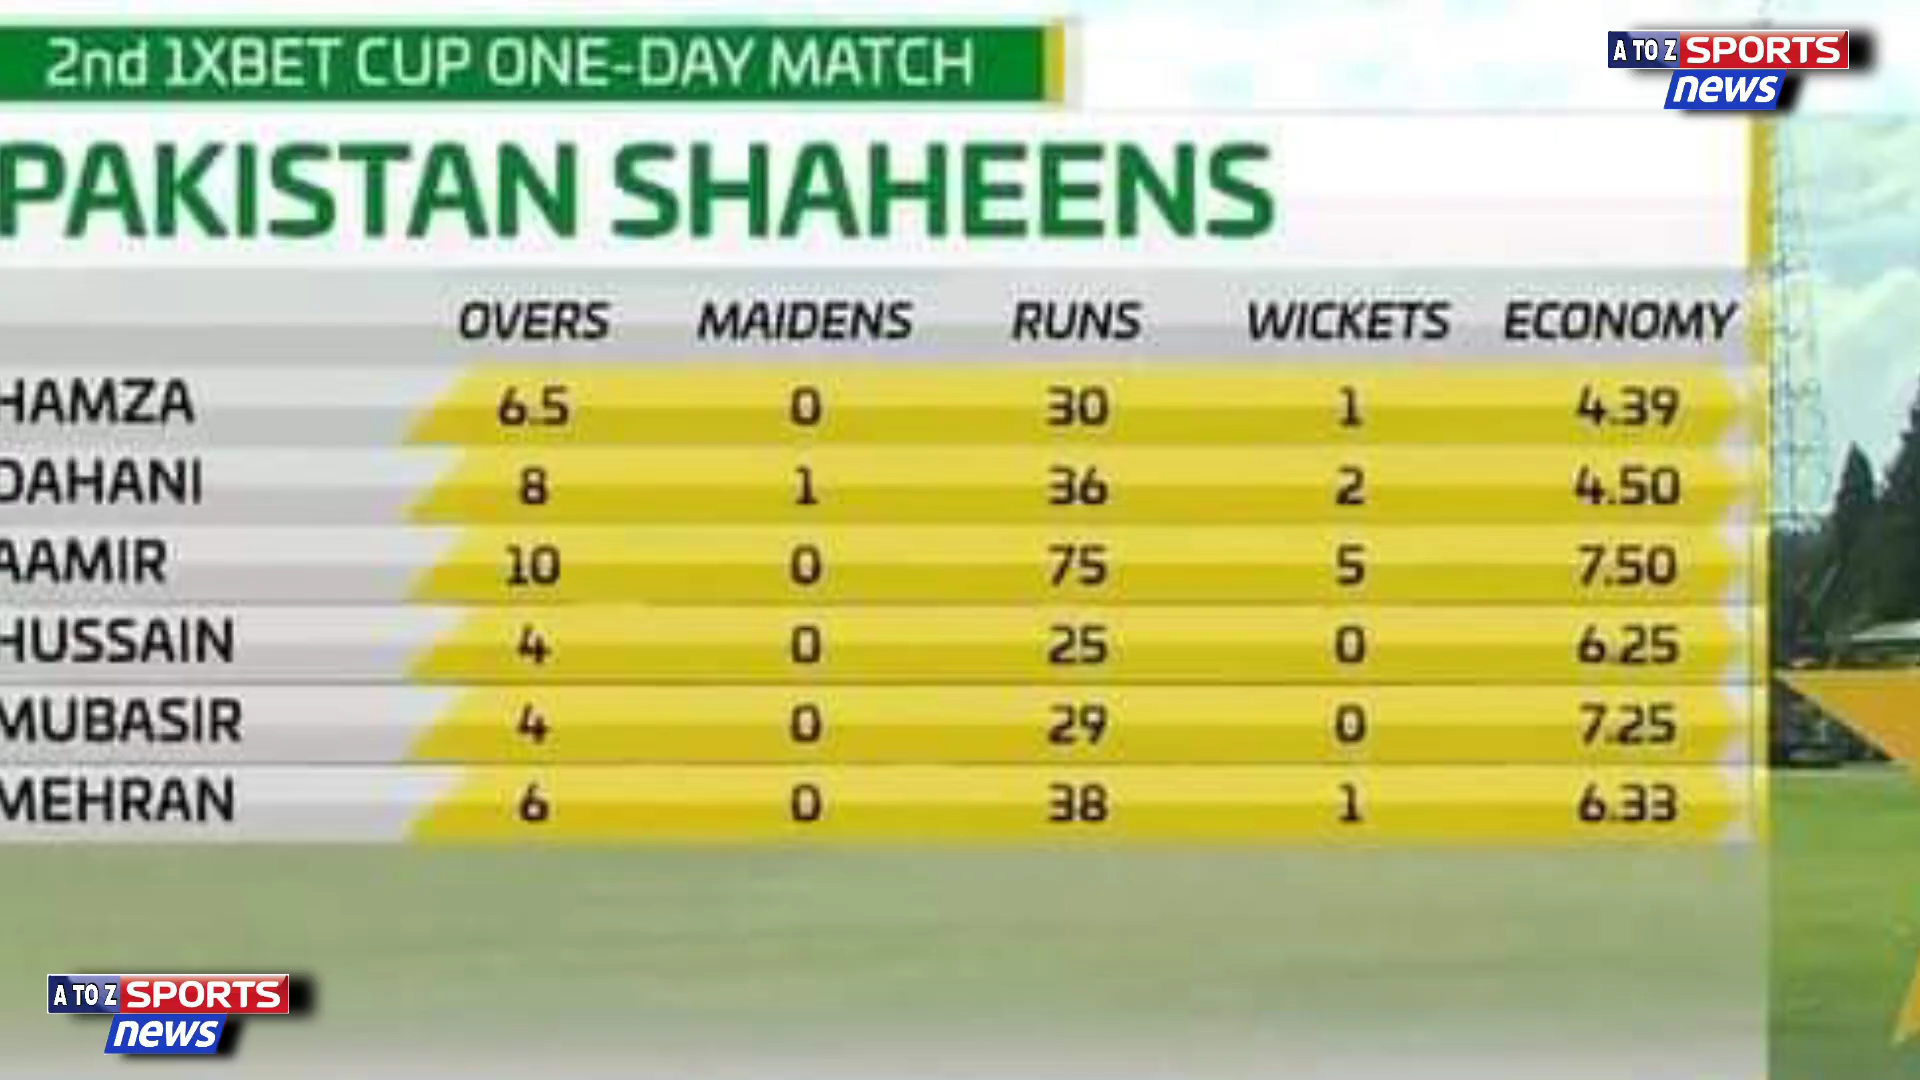 2nd 1XBET CUP ONE-DAY MATCH
A TO Z SPORTS
news
PAKISTAN SHAHEENS
OVERS MAIDENS RUNS WICKETS ECONOMY
HAMZA 6.5 0 30 1 4.39
DAHANI 8 1 36 2 4.50
AAMIR 10 0 75 5 7.50
HUSSAIN 4 0 25 0 6.25
MUBASIR 4 0 29 0 7.25
MEHRAN 6 0 38 1 6.33
A TO Z SPORTS
news